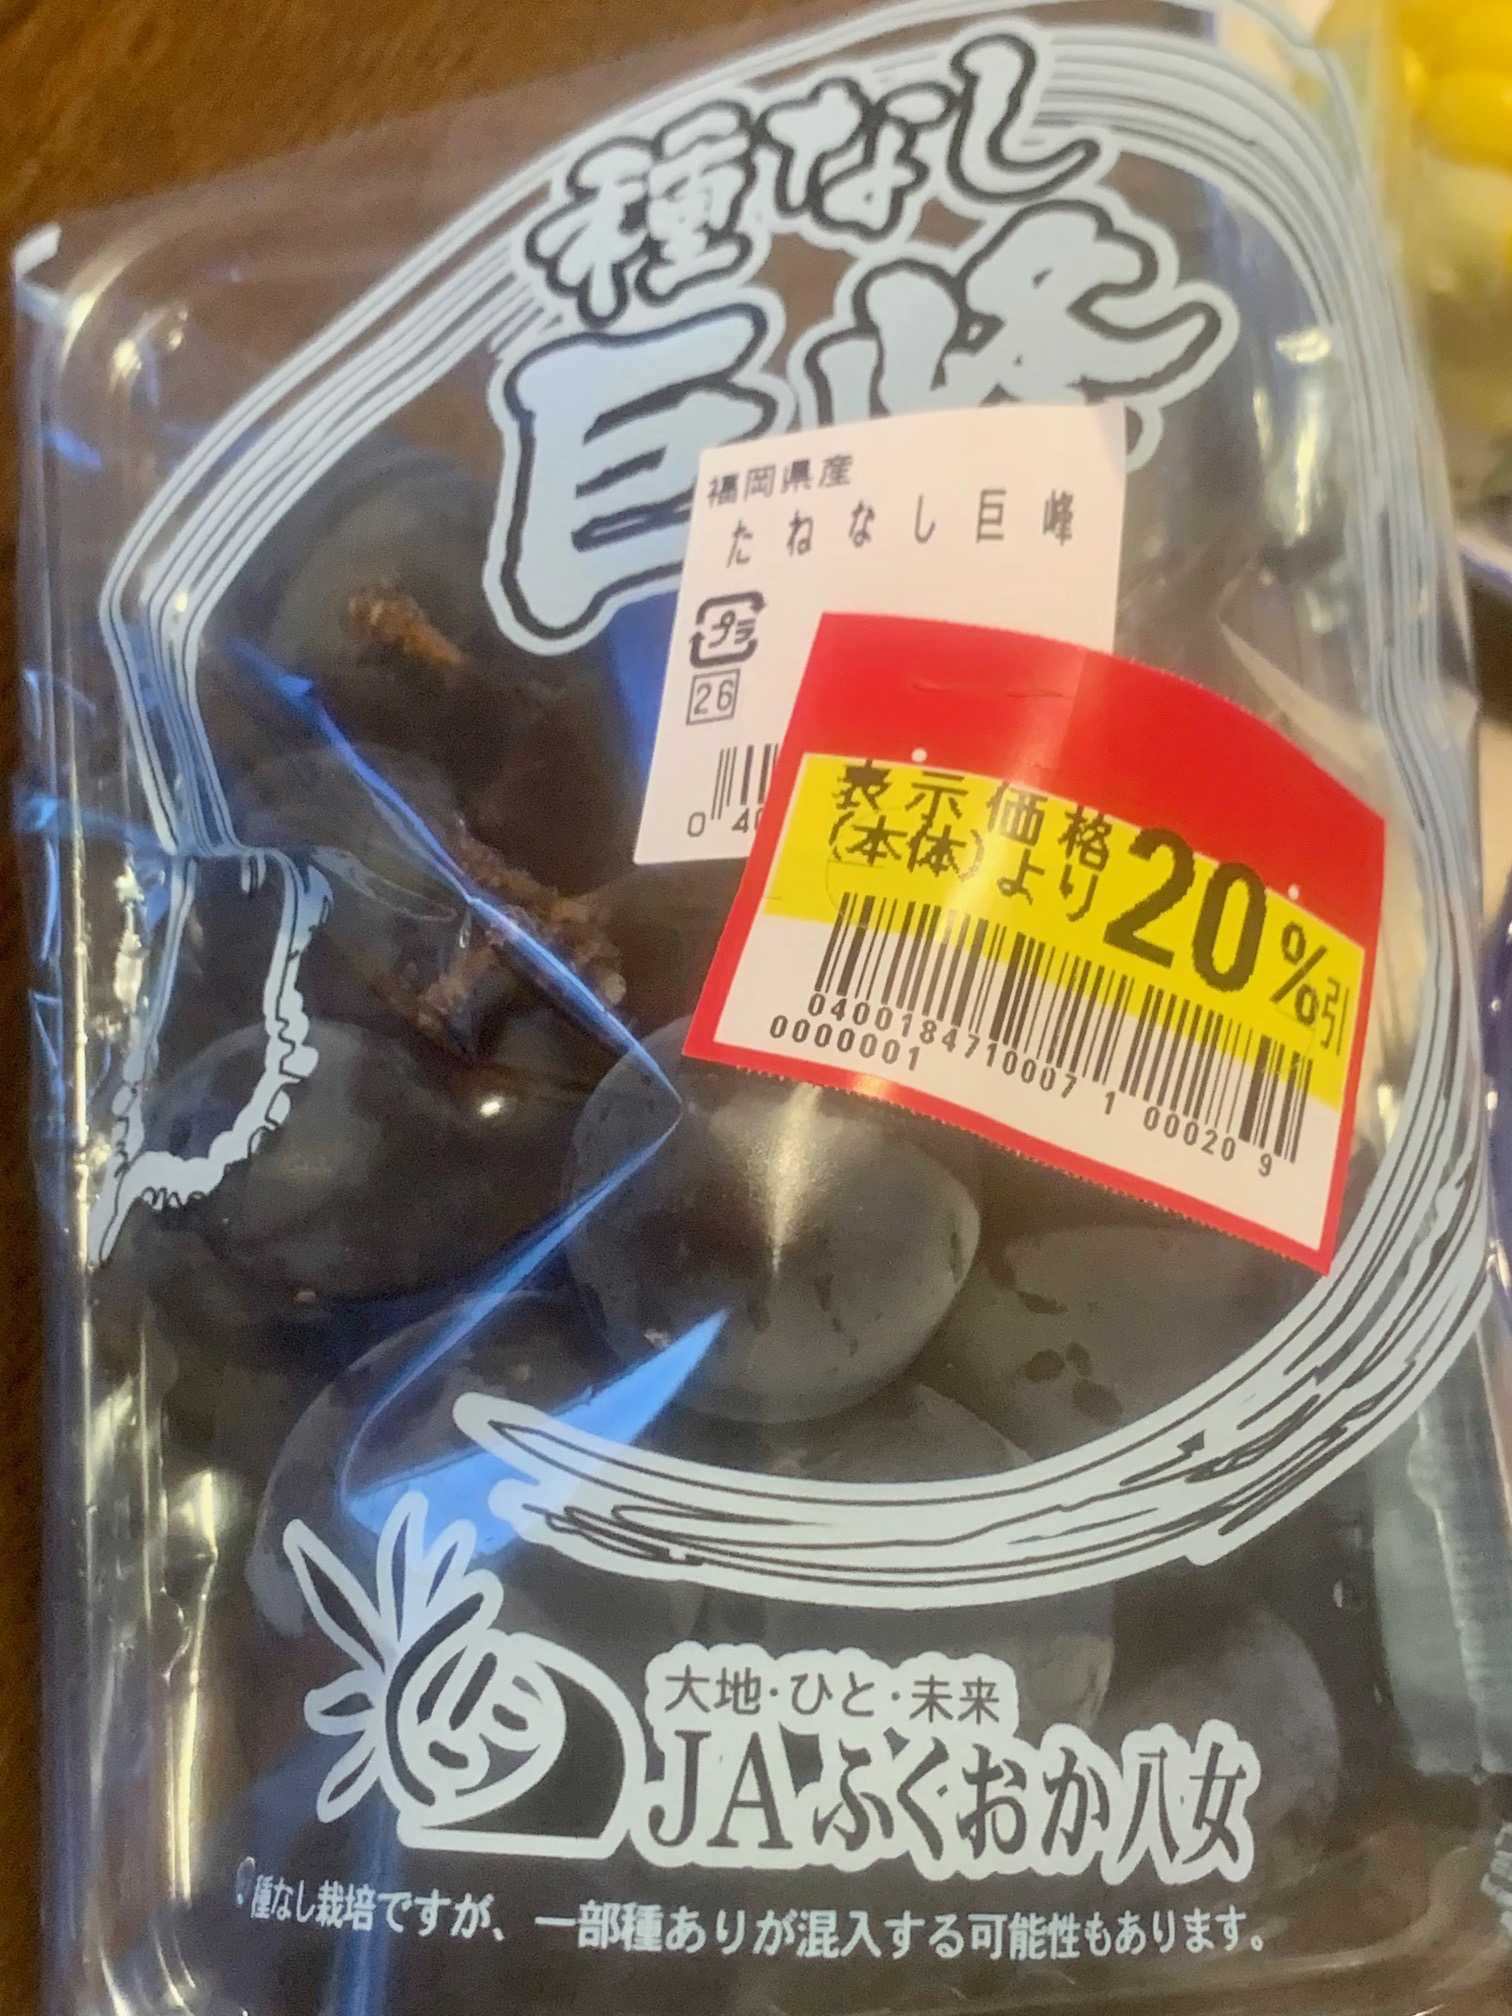 種なし
巨峰
福岡県産
たねなし巨峰
プラ
26
0 40
表示価格
(本体)より
20%引
0400184710007 1 00020 9
0000001
大地・ひと・未来
JAふくおか八女
種なし栽培ですが、一部種ありが混入する可能性もあります。